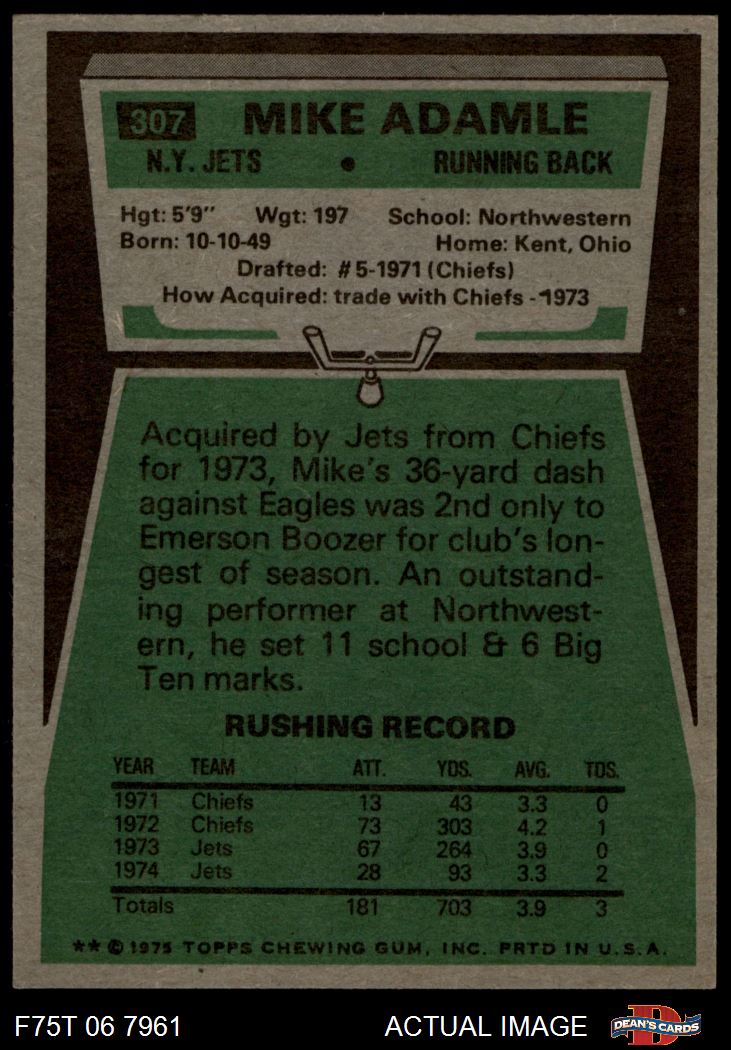 307 MIKE ADAMLE
N.Y. JETS • RUNNING BACK
Hgt: 5'9" Wgt: 197 School: Northwestern
Born: 10-10-49 Home: Kent, Ohio
Drafted: #5-1971 (Chiefs)
How Acquired: trade with Chiefs - 1973
Acquired by Jets from Chiefs
for 1973, Mike's 36-yard dash
against Eagles was 2nd only to
Emerson Boozer for club's lon-
gest of season. An outstand-
ing performer at Northwest-
ern, he set 11 school & 6 Big
Ten marks.
RUSHING RECORD
YEAR TEAM ATT. YDS. AVG. TDS.
1971 Chiefs 13 43 3.3 0
1972 Chiefs 73 303 4.2 1
1973 Jets 67 264 3.9 0
1974 Jets 28 93 3.3 2
Totals 181 703 3.9 3
** © 1975 TOPPS CHEWING GUM, INC. PRTD IN U.S.A.
F75T 06 7961 ACTUAL IMAGE D DEAN'S CARDS